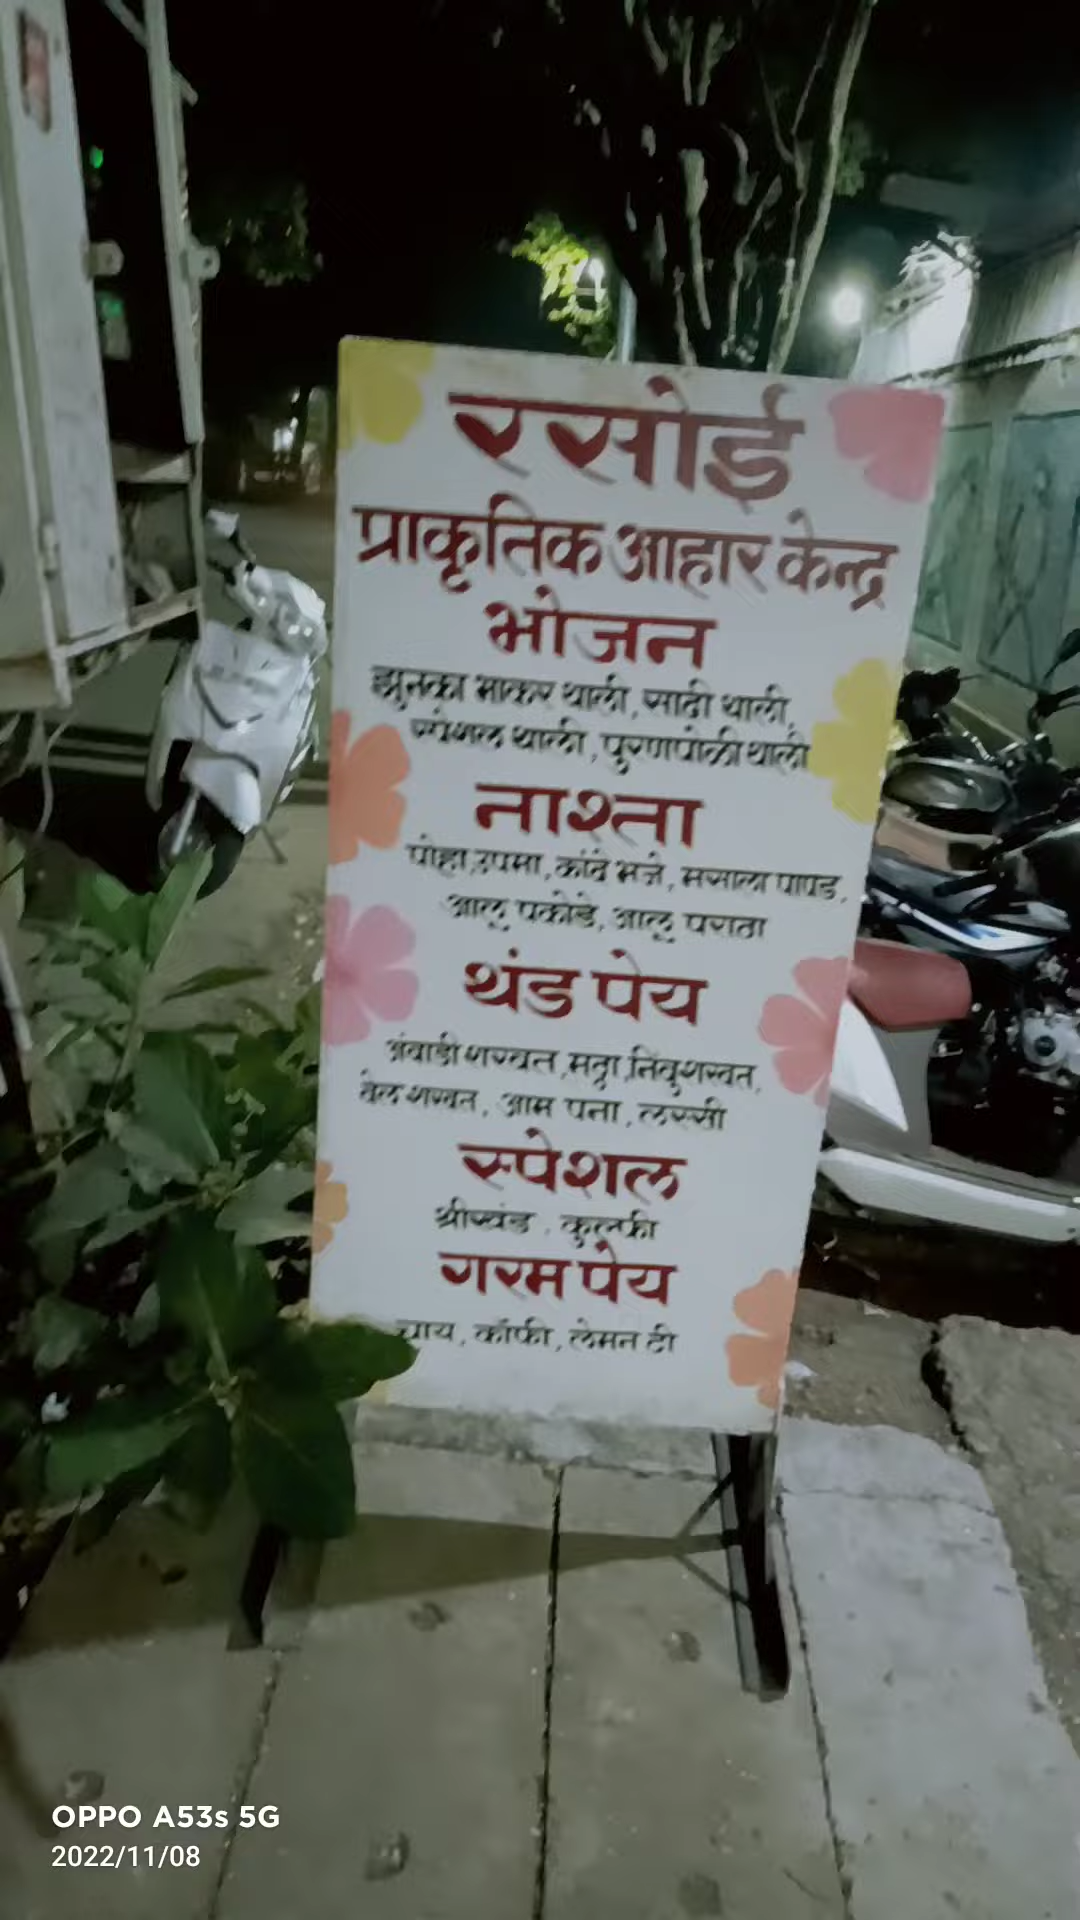 रसोई
प्राकृतिक आहार केन्द्र
भोजन
झुनका भाकर थाली, सादी थाली,
स्पेशल थाली, पुरणपोळी थाली
नाश्ता
पोहा, उपमा, कांदे भजे, मसाला पापड,
आलू पकोडे, आलू पराठा
थंड पेय
अंबाडी शरबत, मठ्ठा, निंबु शरबत,
बेल शरबत, आम पना, लस्सी
स्पेशल
श्रीखंड, कुल्फी
गरम पेय
चाय, कॉफी, लेमन टी
OPPO A53s 5G
2022/11/08